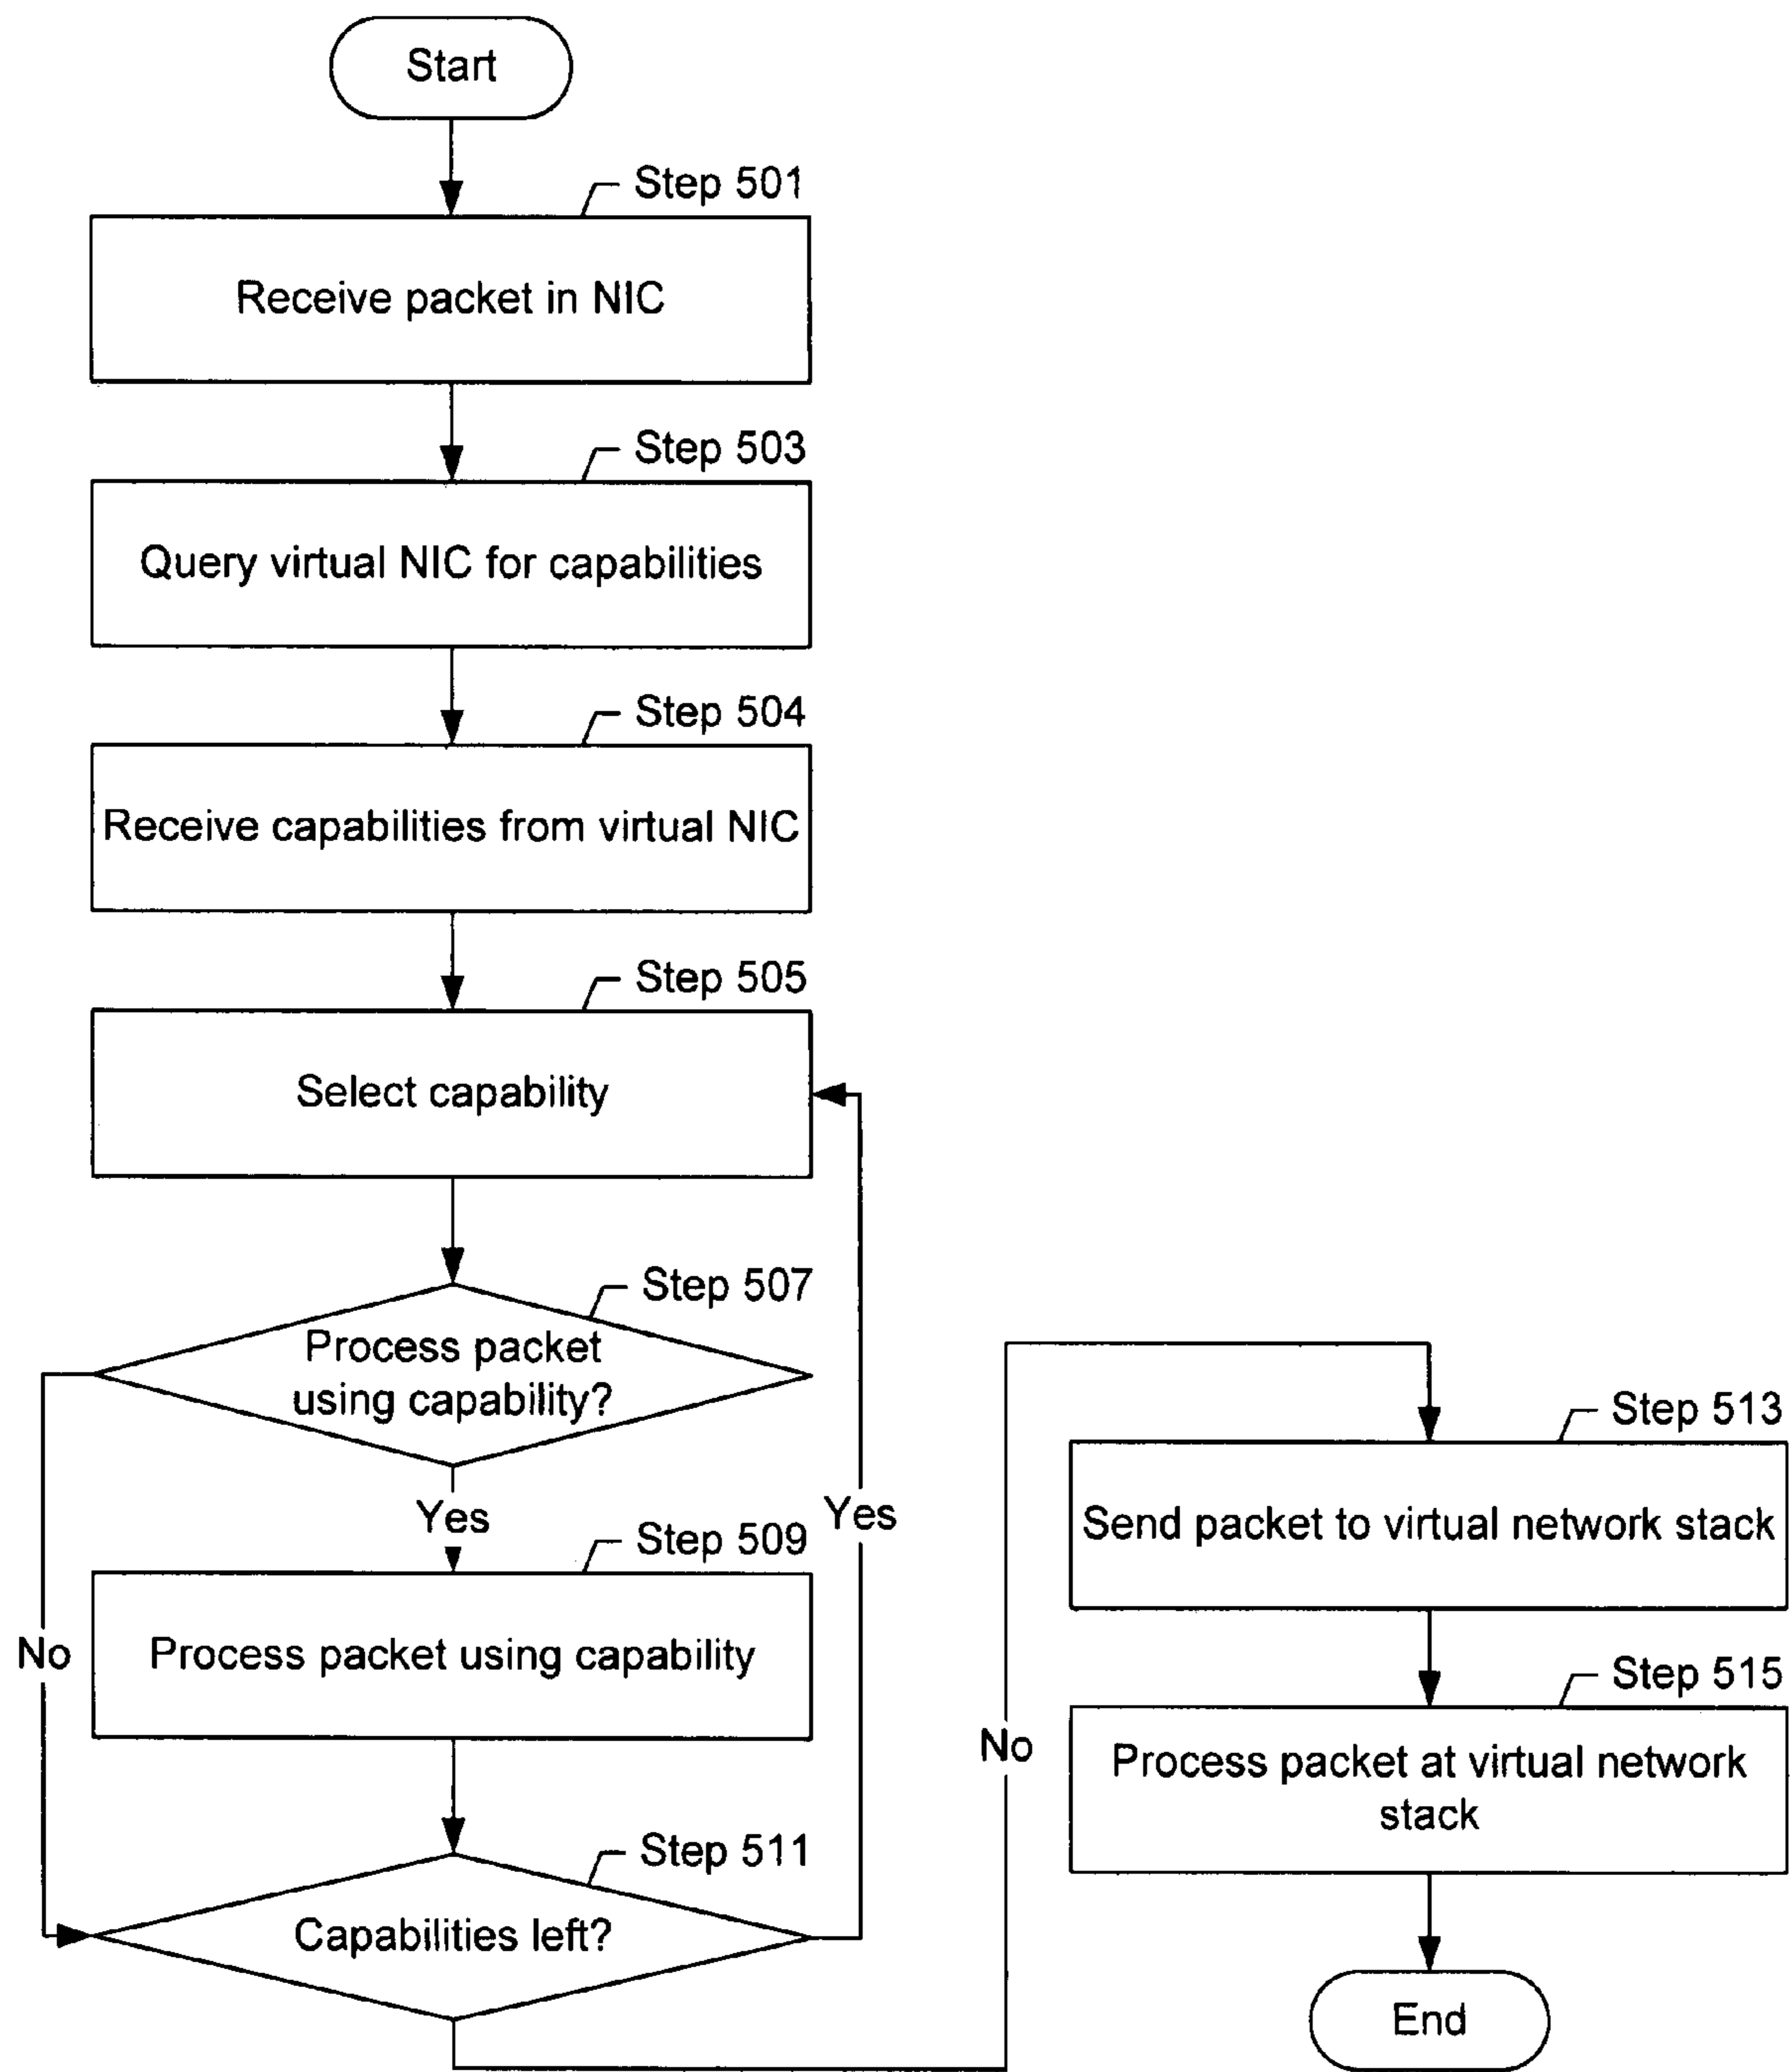 Start
Step 501
Receive packet in NIC
Step 503
Query virtual NIC for capabilities
Step 504
Receive capabilities from virtual NIC
Step 505
Select capability
Step 507
Process packet
using capability?
Yes
Step 509
Process packet using capability
No
Step 511
Capabilities left?
Yes
No
Step 513
Send packet to virtual network stack
Step 515
Process packet at virtual network
stack
End